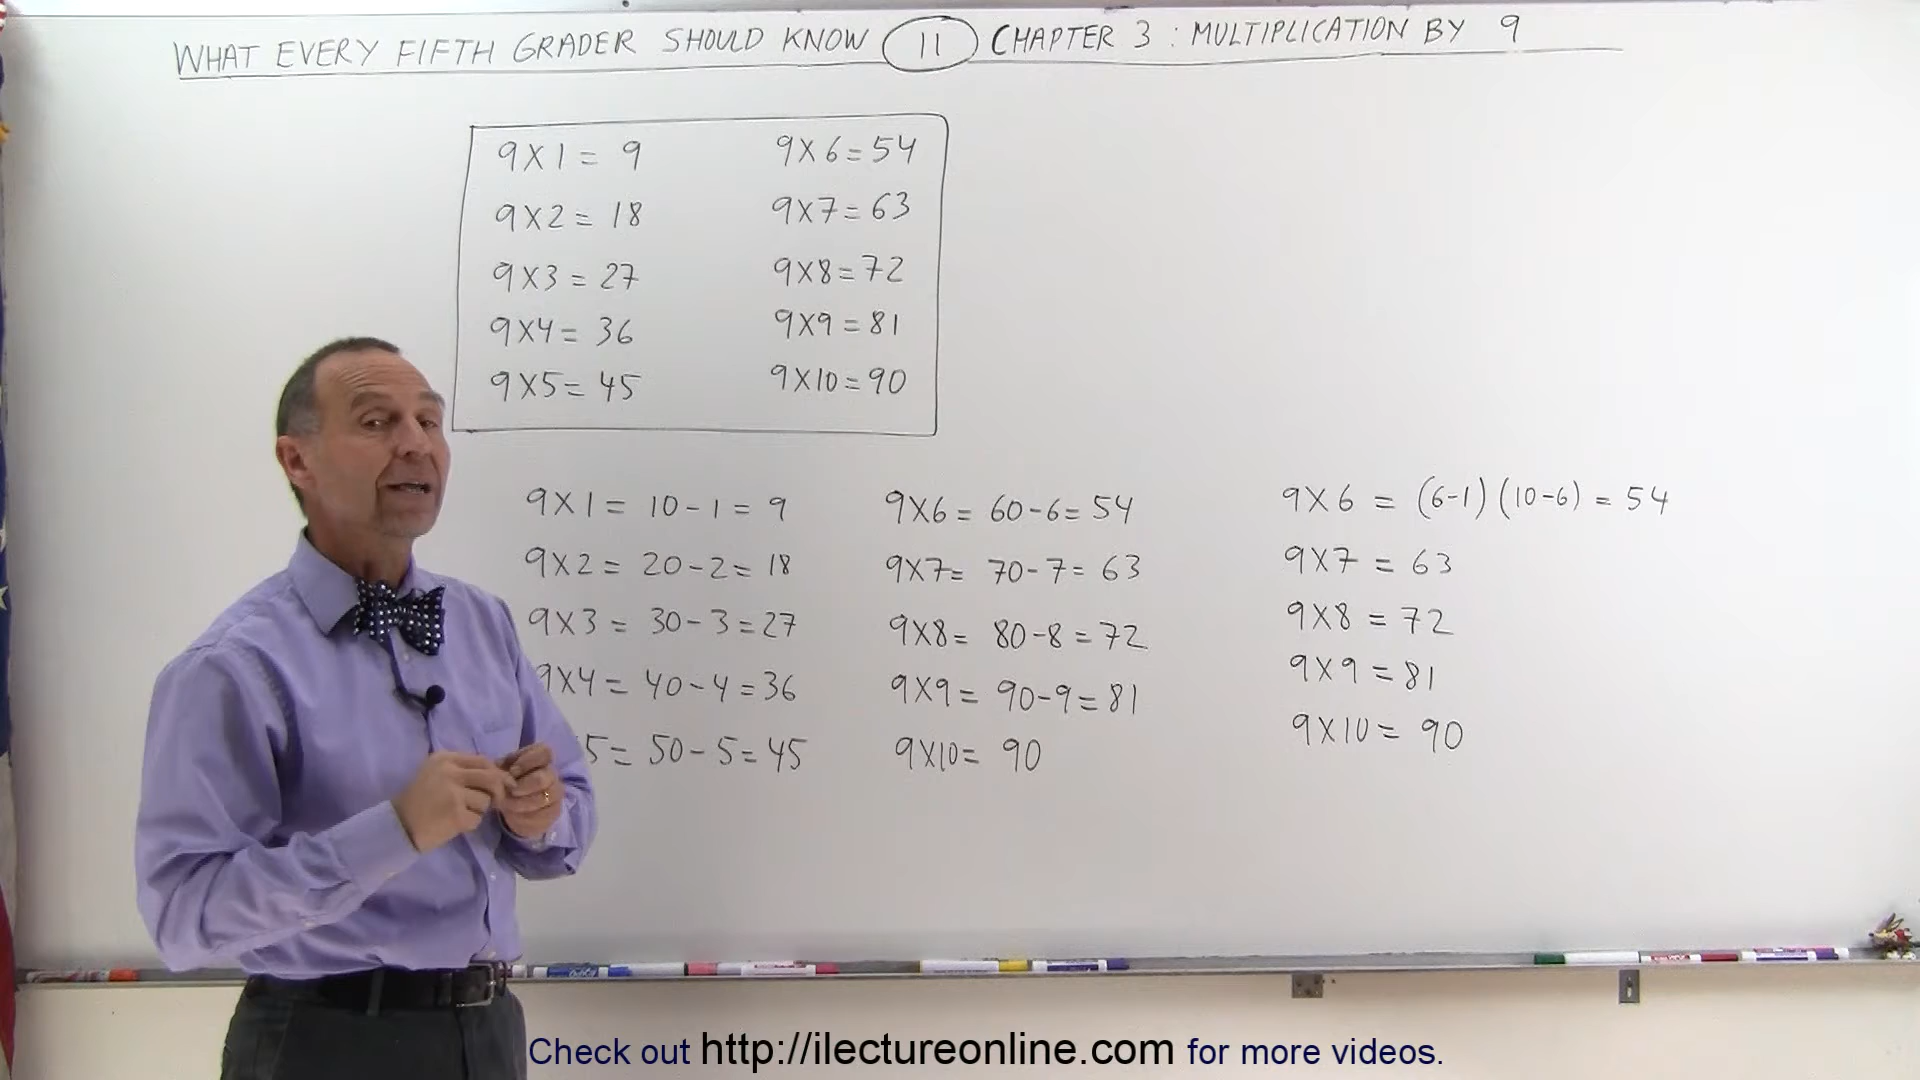 WHAT EVERY FIFTH GRADER SHOULD KNOW 11 CHAPTER 3 : MULTIPLICATION BY 9
9X1 = 9
9X2 = 18
9X3 = 27
9X4 = 36
9X5 = 45
9X6 = 54
9X7 = 63
9X8 = 72
9X9 = 81
9X10 = 90
9X1 = 10 - 1 = 9
9X2 = 20 - 2 = 18
9X3 = 30 - 3 = 27
9X4 = 40 - 4 = 36
5 = 50 - 5 = 45
9X6 = 60 - 6 = 54
9X7 = 70 - 7 = 63
9X8 = 80 - 8 = 72
9X9 = 90 - 9 = 81
9X10 = 90
9X6 = (6-1)(10-6) = 54
9X7 = 63
9X8 = 72
9X9 = 81
9X10 = 90
Check out http://ilectureonline.com for more videos.